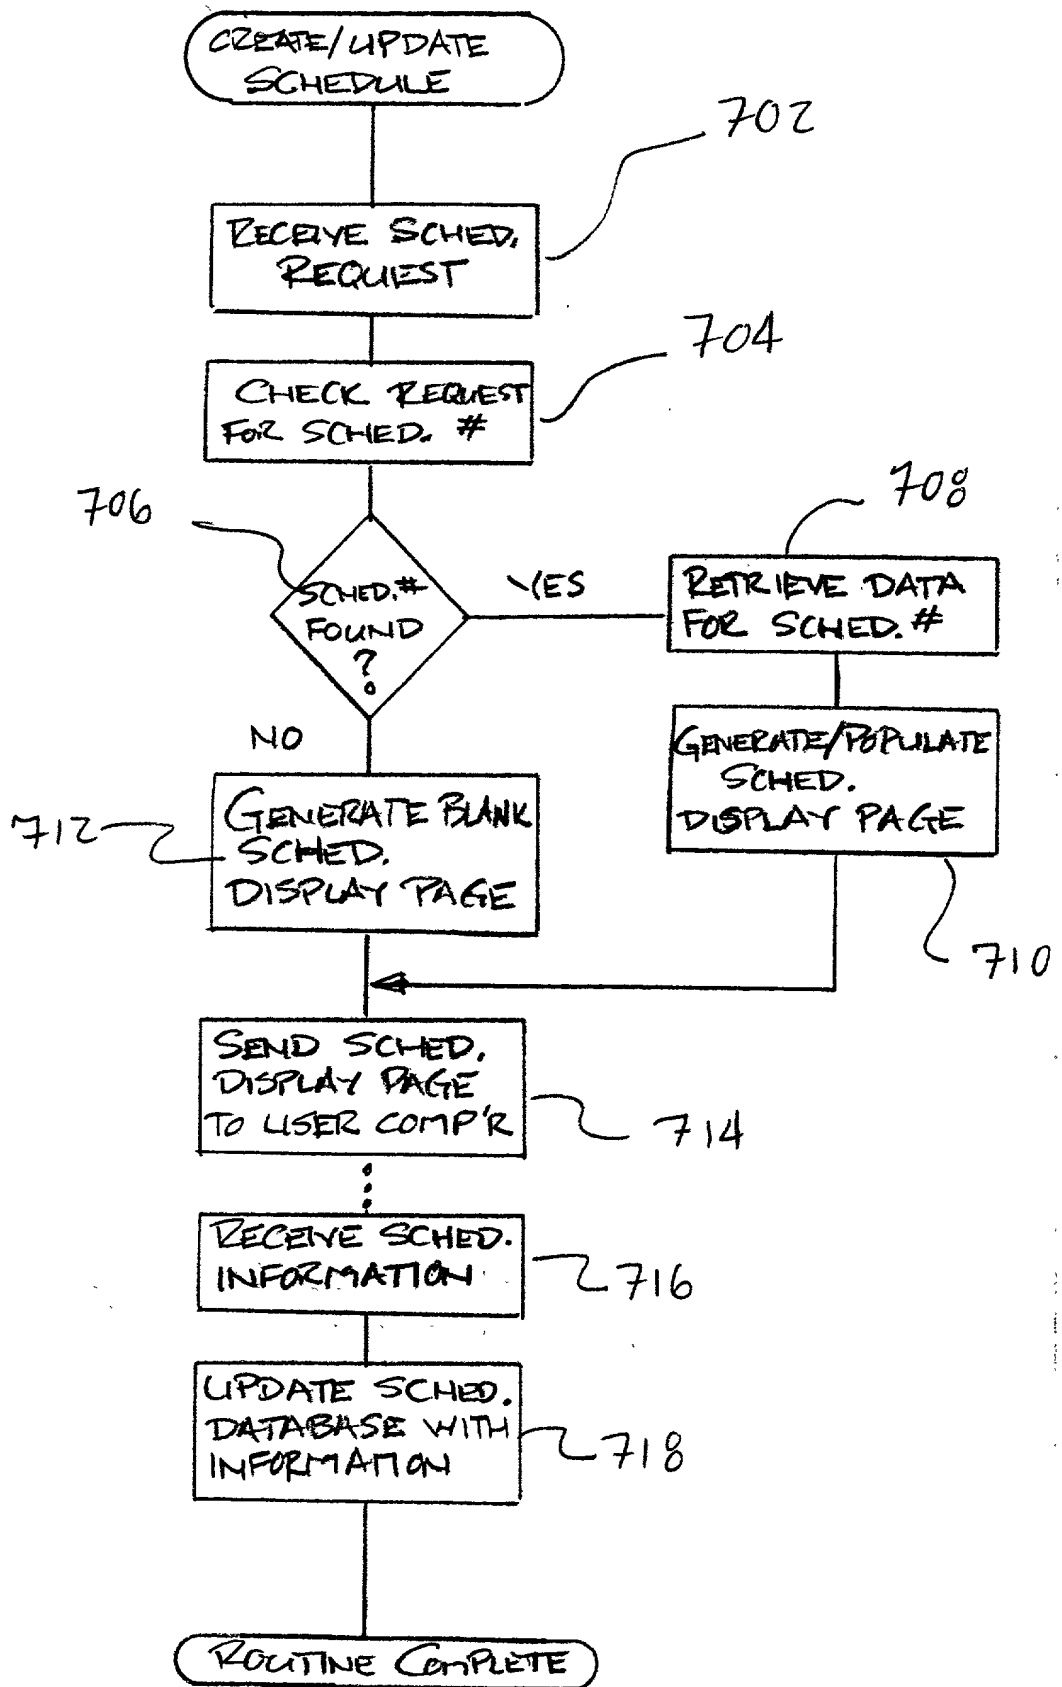 CREATE/UPDATE
SCHEDULE
702
RECEIVE SCHED.
REQUEST
704
CHECK REQUEST
FOR SCHED. #
706
SCHED.#
FOUND
?
YES
708
RETRIEVE DATA
FOR SCHED. #
NO
GENERATE/POPULATE
SCHED.
DISPLAY PAGE
710
712
GENERATE BLANK
SCHED.
DISPLAY PAGE
SEND SCHED.
DISPLAY PAGE
TO USER COMP'R
714
RECEIVE SCHED.
INFORMATION
716
UPDATE SCHED.
DATABASE WITH
INFORMATION
718
ROUTINE COMPLETE